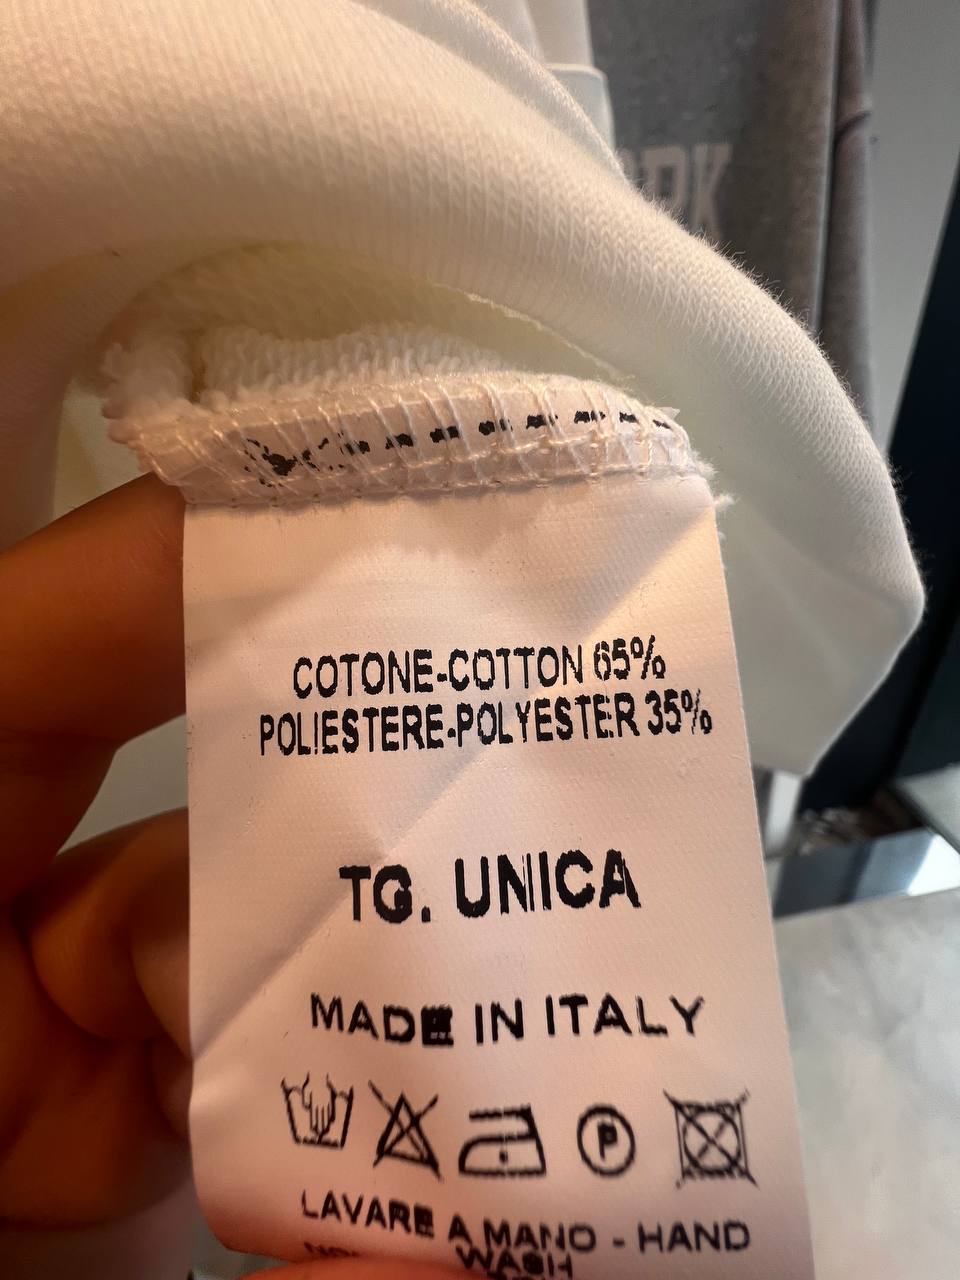 COTONE-COTTON 65%
POLIESTERE-POLYESTER 35%
TG. UNICA
MADE IN ITALY
P
LAVARE A MANO - HAND
WASH